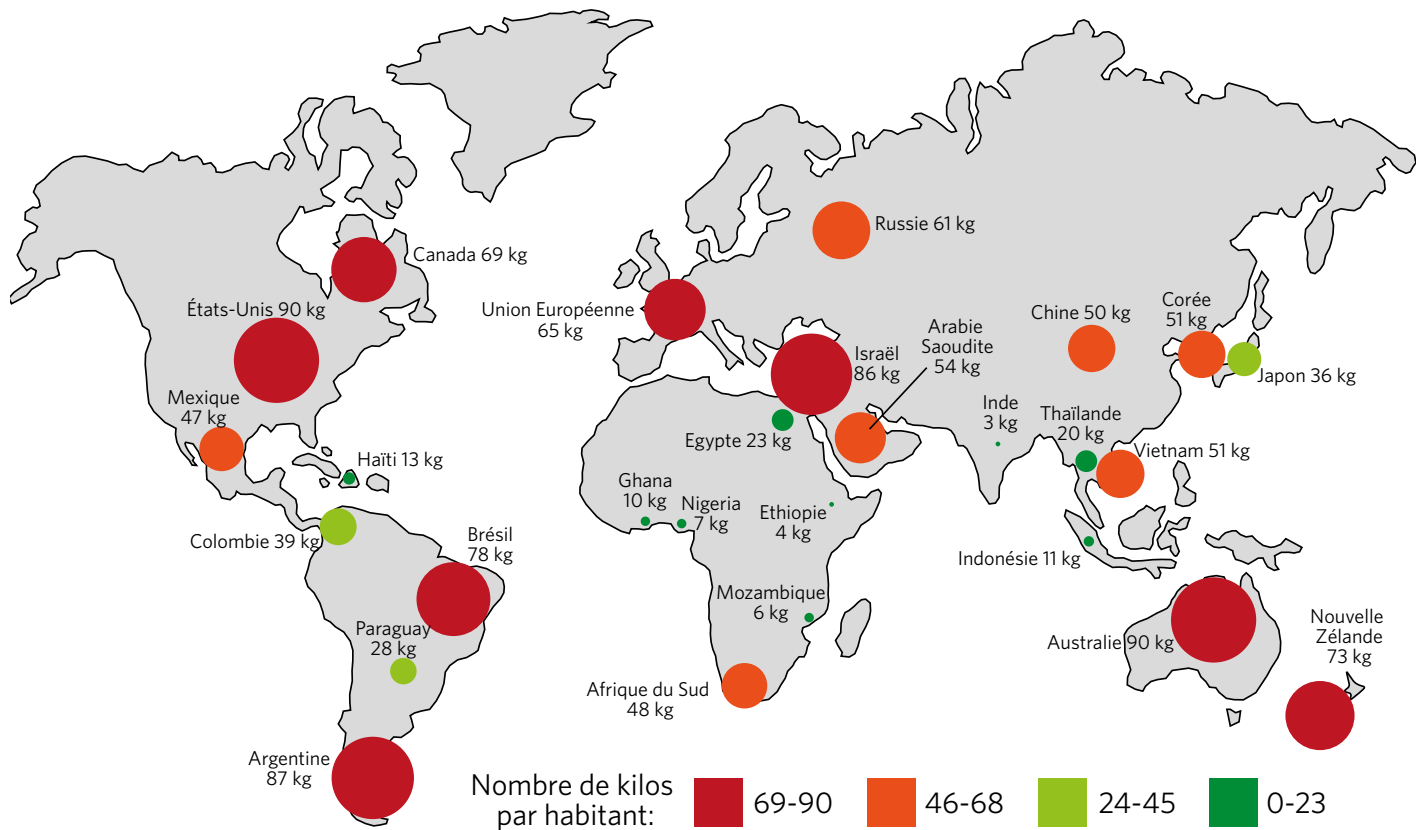 Canada 69 kg
États-Unis 90 kg
Mexique
47 kg
Haïti 13 kg
Colombie 39 kg
Brésil
78 kg
Paraguay
28 kg
Argentine
87 kg
Russie 61 kg
Union Européenne
65 kg
Israël
86 kg
Arabie
Saoudite
54 kg
Egypte 23 kg
Ghana
10 kg
Nigeria
7 kg
Ethiopie
4 kg
Mozambique
6 kg
Afrique du Sud
48 kg
Chine 50 kg
Corée
51 kg
Japon 36 kg
Inde
3 kg
Thaïlande
20 kg
Vietnam 51 kg
Indonésie 11 kg
Australie 90 kg
Nouvelle
Zélande
73 kg
Nombre de kilos
par habitant:
69-90
46-68
24-45
0-23